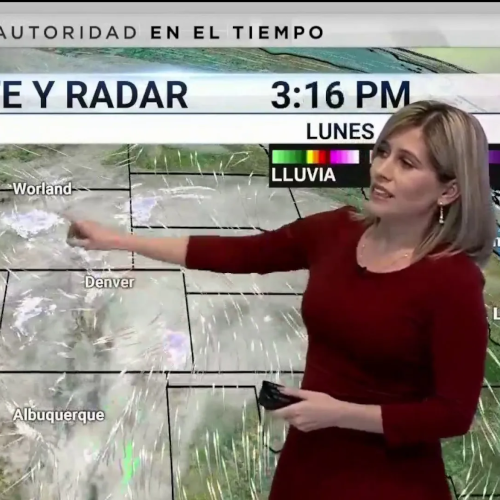 AUTORIDAD EN EL TIEMPO
E Y RADAR 3:16 PM
LUNES
LLUVIA
Worland
Denver
Albuquerque